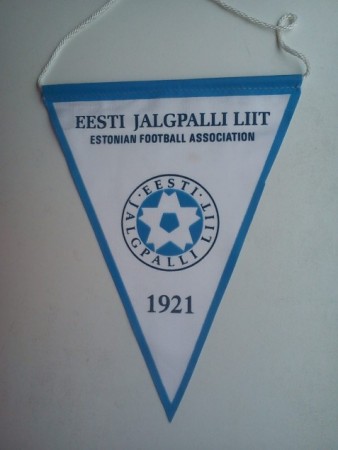 EESTI JALGPALLI LIIT
ESTONIAN FOOTBALL ASSOCIATION
·EESTI·
JALGPALLI LIIT
1921